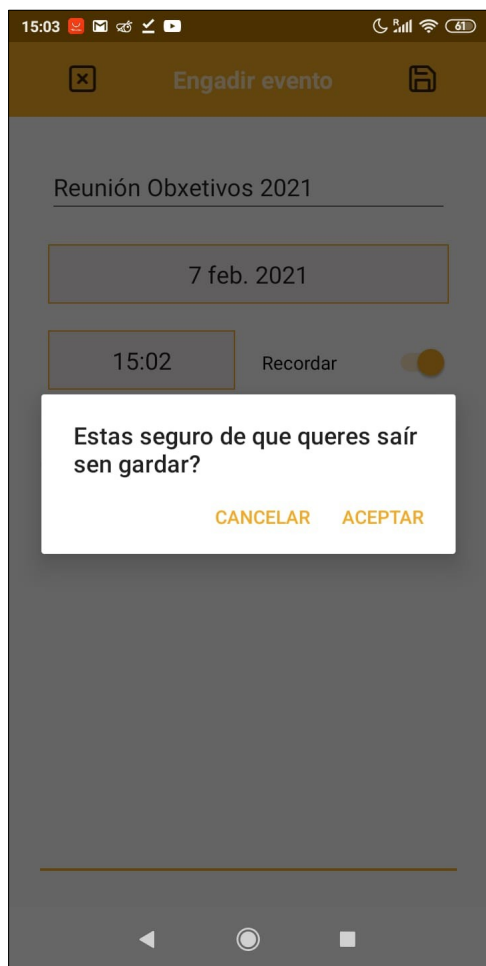 15:03 R 61
Engadir evento
Reunión Obxetivos 2021
7 feb. 2021
15:02 Recordar
Estas seguro de que queres saír
sen gardar?
CANCELAR ACEPTAR